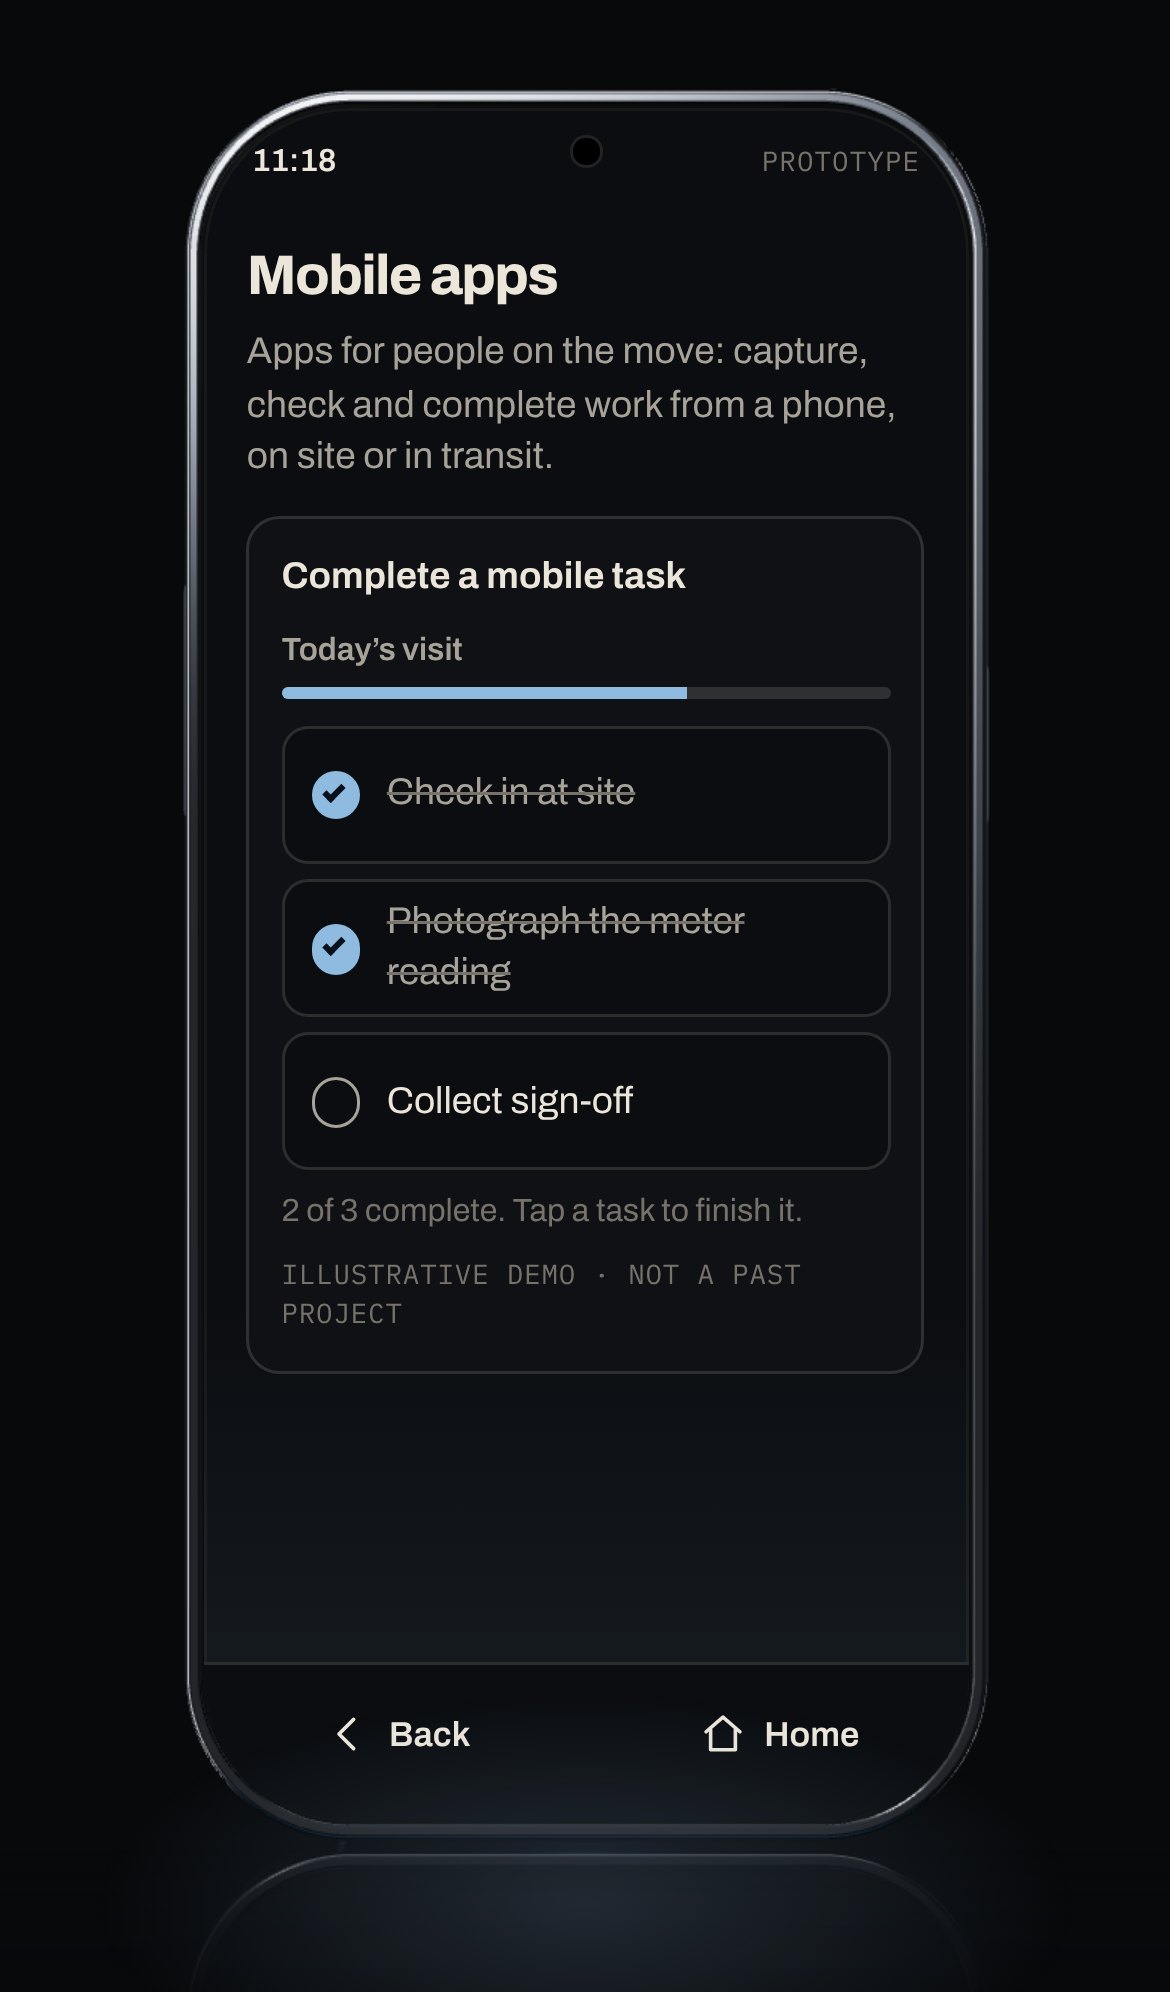 11:18
PROTOTYPE
Mobile apps
Apps for people on the move: capture,
check and complete work from a phone,
on site or in transit.
Complete a mobile task
Today’s visit
Check in at site
Photograph the meter
reading
Collect sign-off
2 of 3 complete. Tap a task to finish it.
ILLUSTRATIVE DEMO · NOT A PAST
PROJECT
Back
Home